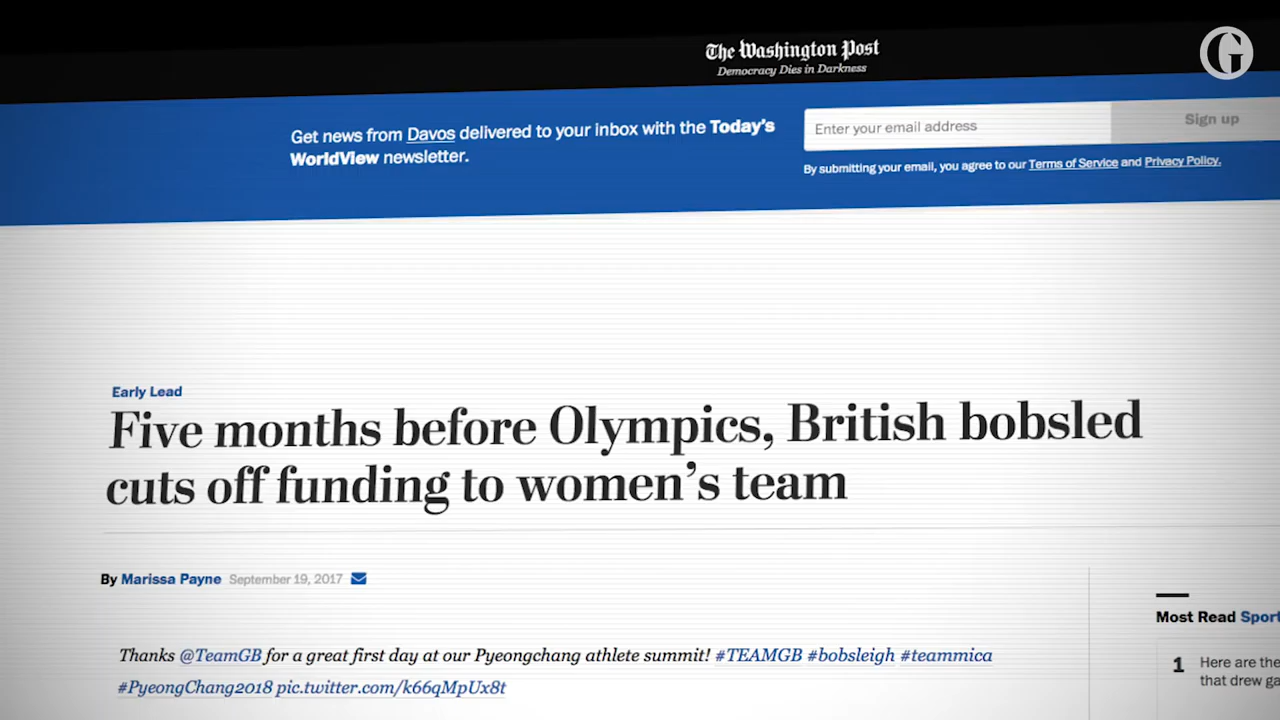 The Washington Post
Democracy Dies in Darkness
G
Get news from Davos delivered to your inbox with the Today's
WorldView newsletter.
Enter your email address
Sign up
By submitting your email, you agree to our Terms of Service and Privacy Policy.
Early Lead
Five months before Olympics, British bobsled
cuts off funding to women's team
By Marissa Payne September 19, 2017
Thanks @TeamGB for a great first day at our Pyeongchang athlete summit! #TEAMGB #bobsleigh #teammica
#PyeongChang2018 pic.twitter.com/k66qMpUx8t
Most Read Sport
1 Here are the
that drew ga